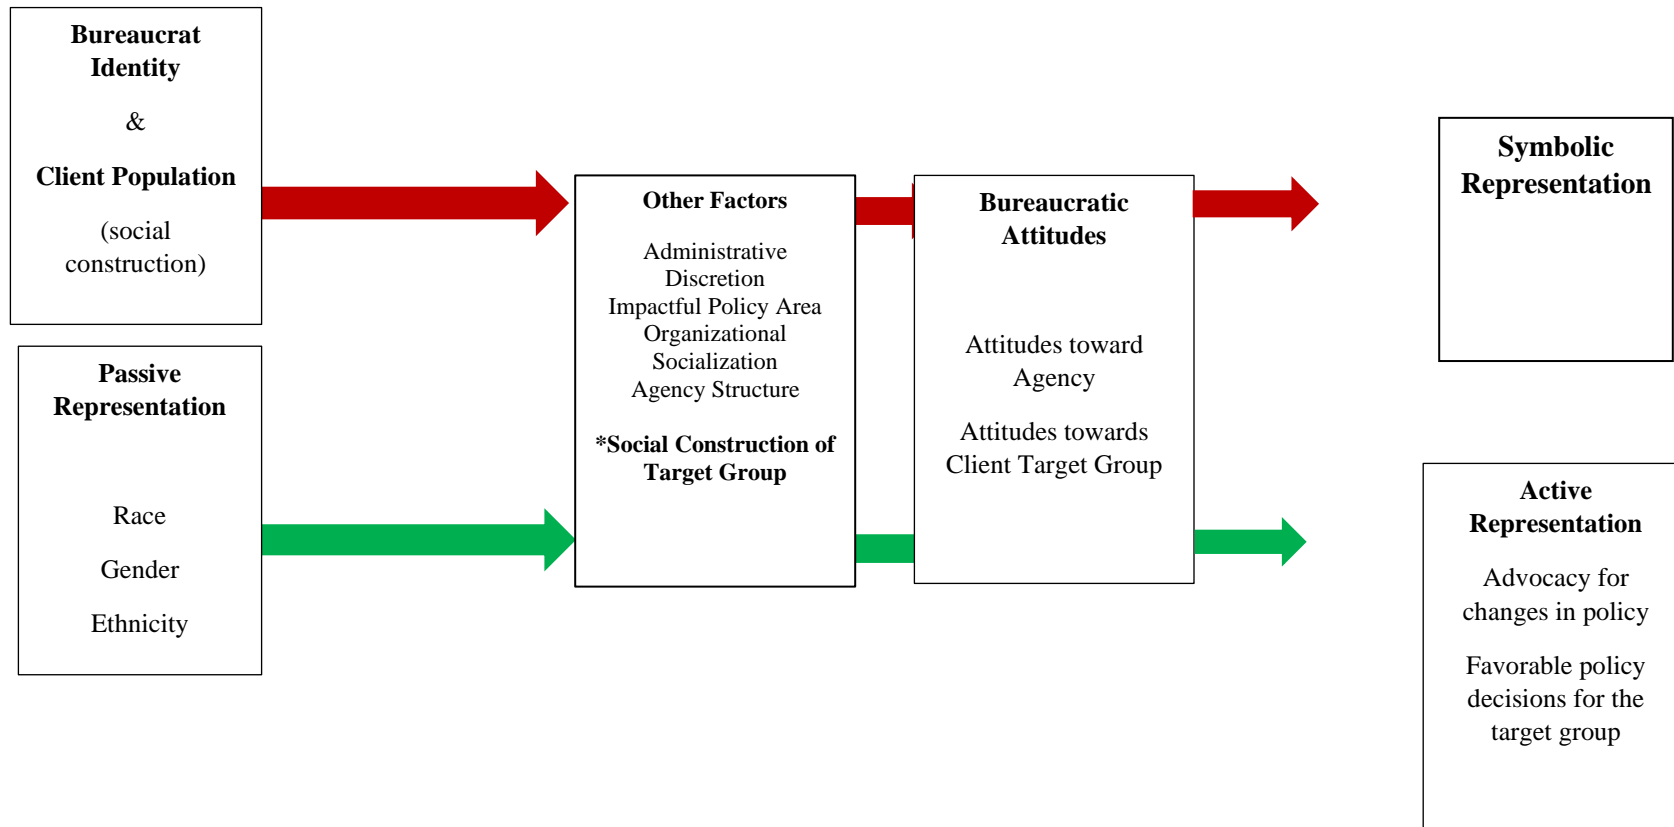 Bureaucrat
Identity
&
Client Population
(social
construction)
Passive
Representation
Race
Gender
Ethnicity
Other Factors
Administrative
Discretion
Impactful Policy Area
Organizational
Socialization
Agency Structure
*Social Construction of
Target Group
Bureaucratic
Attitudes
Attitudes toward
Agency
Attitudes towards
Client Target Group
Symbolic
Representation
Active
Representation
Advocacy for
changes in policy
Favorable policy
decisions for the
target group